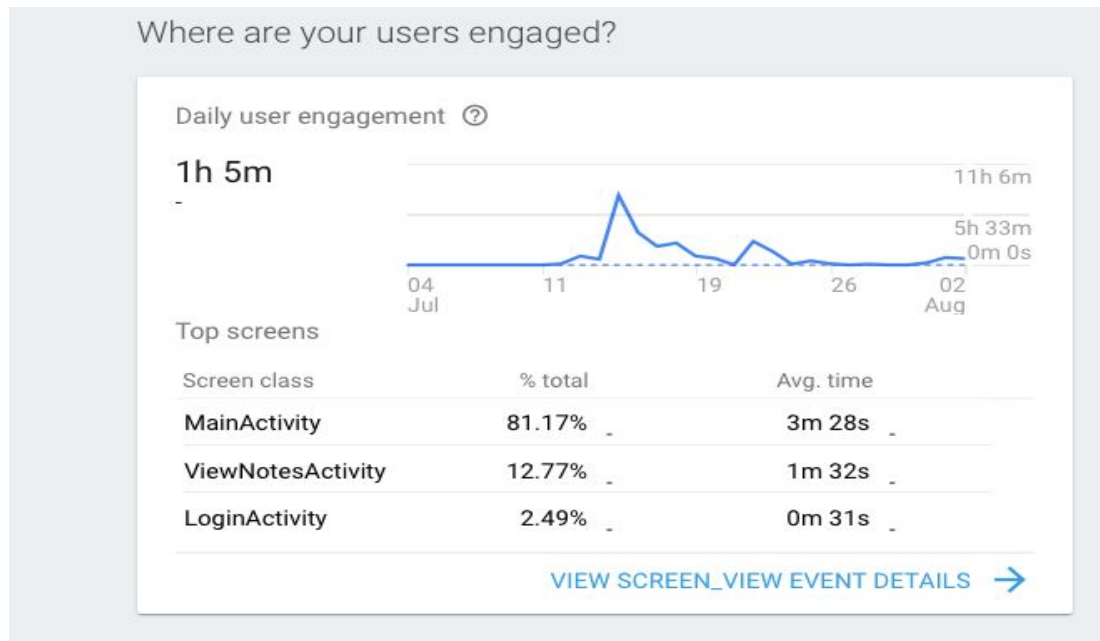 Where are your users engaged?
Daily user engagement ?
1h 5m
-
11h 6m
5h 33m
0m 0s
04 11 19 26 02
Jul Aug
Top screens
Screen class % total Avg. time
MainActivity 81.17% - 3m 28s -
ViewNotesActivity 12.77% - 1m 32s -
LoginActivity 2.49% - 0m 31s -
VIEW SCREEN_VIEW EVENT DETAILS →